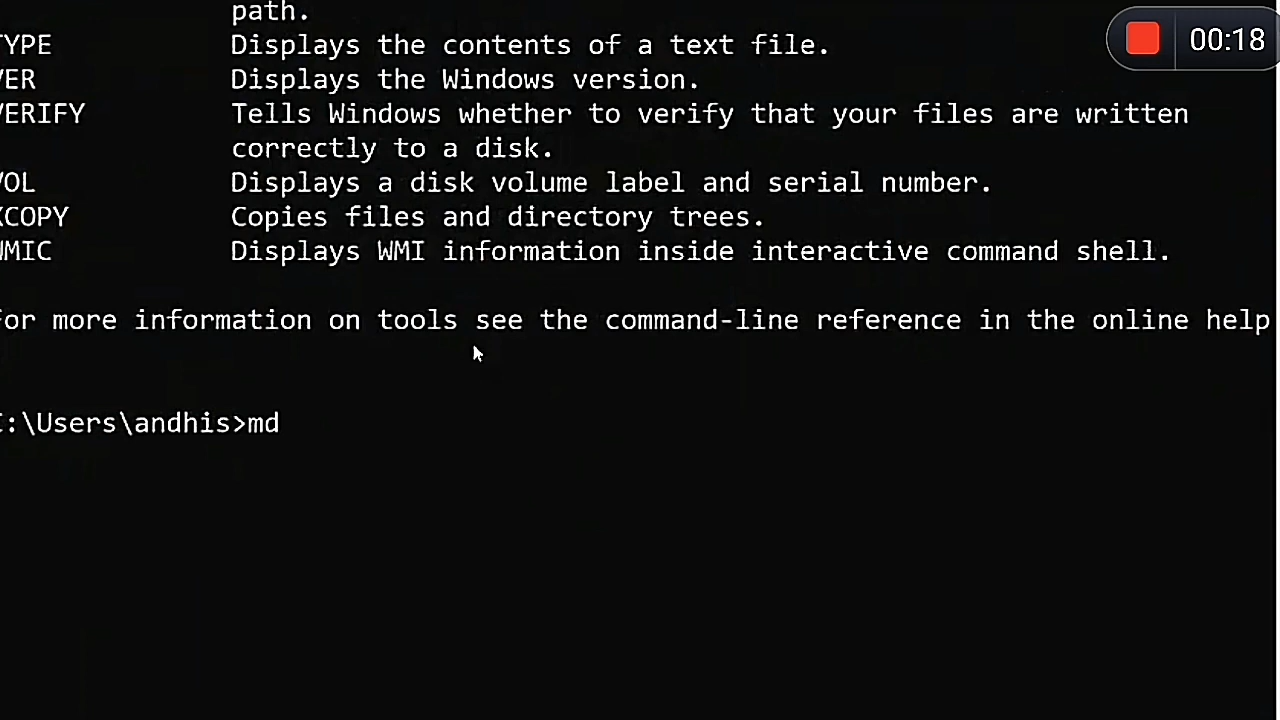 path.
TYPE Displays the contents of a text file.
VER Displays the Windows version.
VERIFY Tells Windows whether to verify that your files are written
correctly to a disk.
VOL Displays a disk volume label and serial number.
XCOPY Copies files and directory trees.
WMIC Displays WMI information inside interactive command shell.
For more information on tools see the command-line reference in the online help
C:\Users\andhis>md
00:18